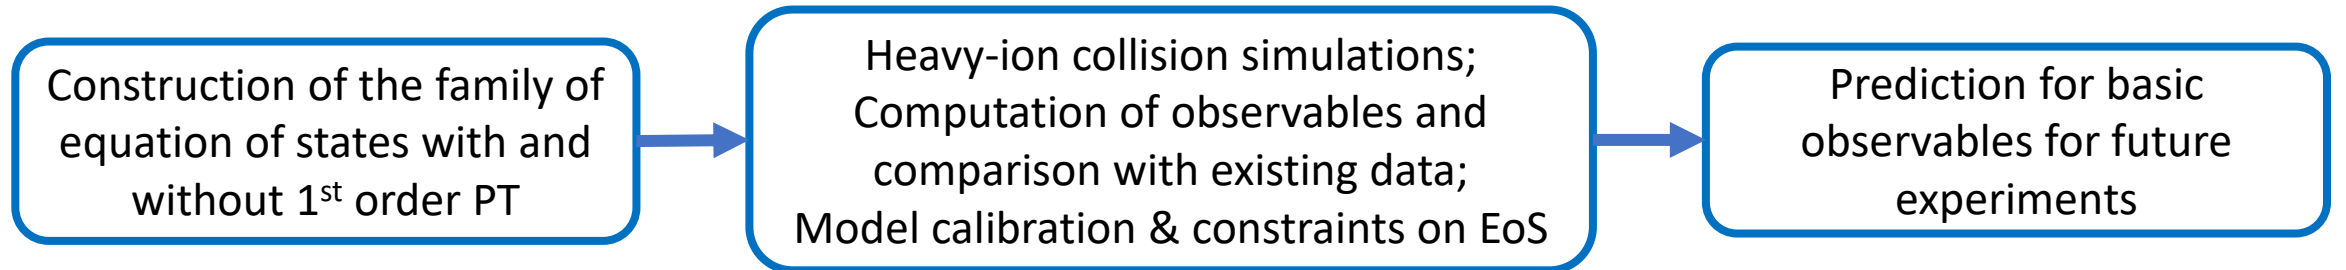 Construction of the family of
equation of states with and
without 1st order PT
Heavy-ion collision simulations;
Computation of observables and
comparison with existing data;
Model calibration & constraints on EoS
Prediction for basic
observables for future
experiments